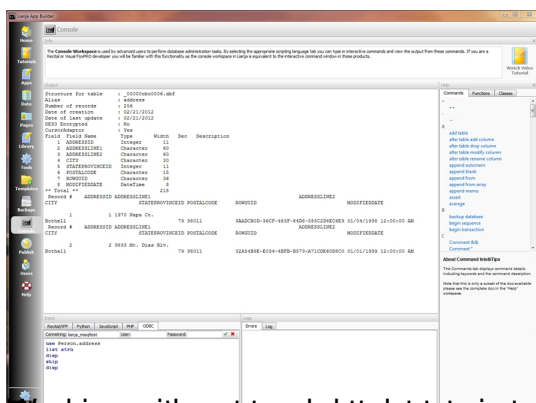 Lianja App Builder
Console
Home
Tutorials
Apps
Data
Pages
Library
Tools
Templates
Backups
Publish
Users
Help
Info
The Console Workspace is used by advanced users to perform database administration tasks. By selecting the appropriate scripting language tab you can type in interactive commands and view the output from these commands. If you are a
Recital or Visual FoxPRO developer you will be familiar with the functionality as the console workspace in Lianja is equivalent to the interactive command window in those products.
Watch Video
Tutorial
Output
Structure for table : _00000cbc0006.dbf
Alias : address
Number of records : 256
Date of creation : 02/21/2012
Date of last update : 02/21/2012
DES3 Encrypted : No
CursorAdaptor : Yes
Field Field Name Type Width Dec Description
1 ADDRESSID Integer 11
2 ADDRESSLINE1 Character 60
3 ADDRESSLINE2 Character 60
4 CITY Character 30
5 STATEPROVINCEID Integer 11
6 POSTALCODE Character 15
7 ROWGUID Character 36
8 MODIFIEDDATE DateTime 8
** Total ** 218
Record # ADDRESSID ADDRESSLINE1 ADDRESSLINE2
CITY STATEPROVINCEID POSTALCODE ROWGUID MODIFIEDDATE
1 1 1970 Napa Ct.
Bothell 79 98011 01/04/1998 12:00:00 AM
Record # ADDRESSID ADDRESSLINE1 ADDRESSLINE2
CITY STATEPROVINCEID POSTALCODE ROWGUID MODIFIEDDATE
2 2 9833 Mt. Dias Blv.
Bothell 79 98011 01/01/1999 12:00:00 AM
Help
Commands Functions Classes
A
add table
alter table add column
alter table drop column
alter table modify column
alter table rename column
append autonum
append blank
append from
append from array
append memo
assert
average
B
backup database
begin sequence
begin transaction
C
Comment &&
Comment *
About Command IntelliTips
The Commands tab displays command details
including keywords and the command description.
Note that this is only a subset of the doc available
please see the complete doc in the "Help"
workspace.
Input
Recital/VFP Python JavaScript PHP ODBC
Connstring: lianja_mssqltest User: Password:
use Person.address
list stru
disp
skip
disp
Logs
Errors Log